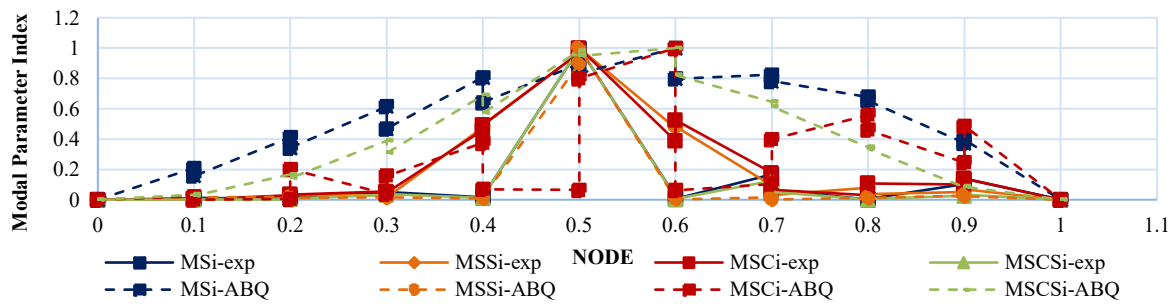 1.2
1
0.8
0.6
0.4
0.2
0
Modal Parameter Index
0 0.1 0.2 0.3 0.4 0.5 0.6 0.7 0.8 0.9 1 1.1
NODE
MSi-exp MSSi-exp MSCi-exp MSCSi-exp
MSi-ABQ MSSi-ABQ MSCi-ABQ MSCSi-ABQ